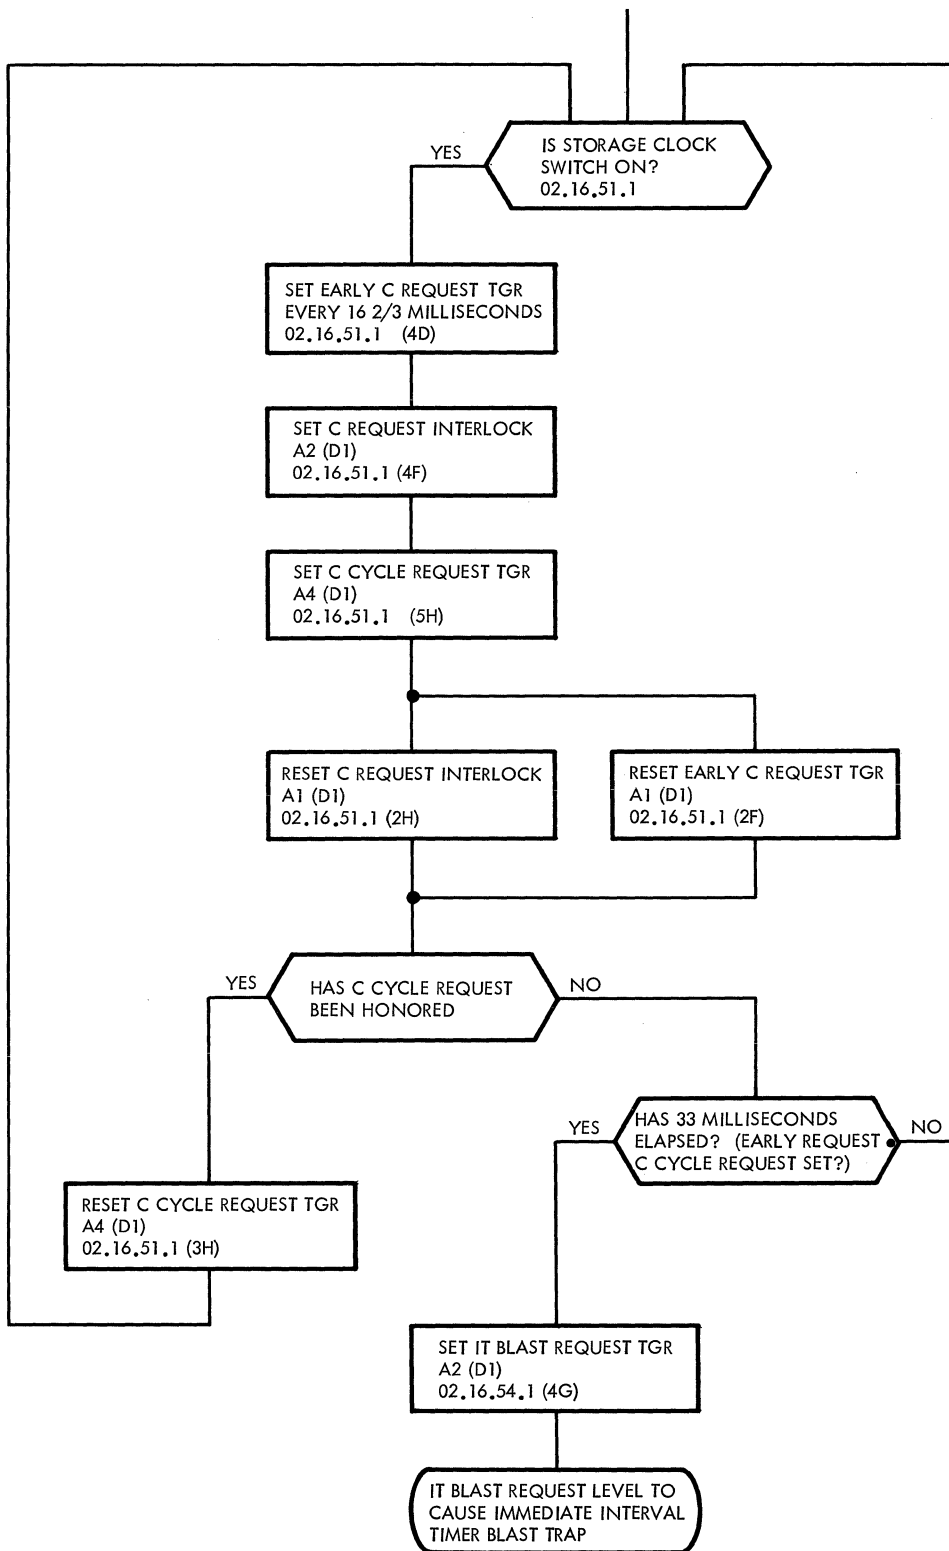 IS STORAGE CLOCK
SWITCH ON?
02.16.51.1
YES
SET EARLY C REQUEST TGR
EVERY 16 2/3 MILLISECONDS
02.16.51.1 (4D)
SET C REQUEST INTERLOCK
A2 (D1)
02.16.51.1 (4F)
SET C CYCLE REQUEST TGR
A4 (D1)
02.16.51.1 (5H)
RESET C REQUEST INTERLOCK
A1 (D1)
02.16.51.1 (2H)
RESET EARLY C REQUEST TGR
A1 (D1)
02.16.51.1 (2F)
YES
HAS C CYCLE REQUEST
BEEN HONORED
NO
YES
HAS 33 MILLISECONDS
ELAPSED? (EARLY REQUEST
C CYCLE REQUEST SET?)
NO
RESET C CYCLE REQUEST TGR
A4 (D1)
02.16.51.1 (3H)
SET IT BLAST REQUEST TGR
A2 (D1)
02.16.54.1 (4G)
IT BLAST REQUEST LEVEL TO
CAUSE IMMEDIATE INTERVAL
TIMER BLAST TRAP